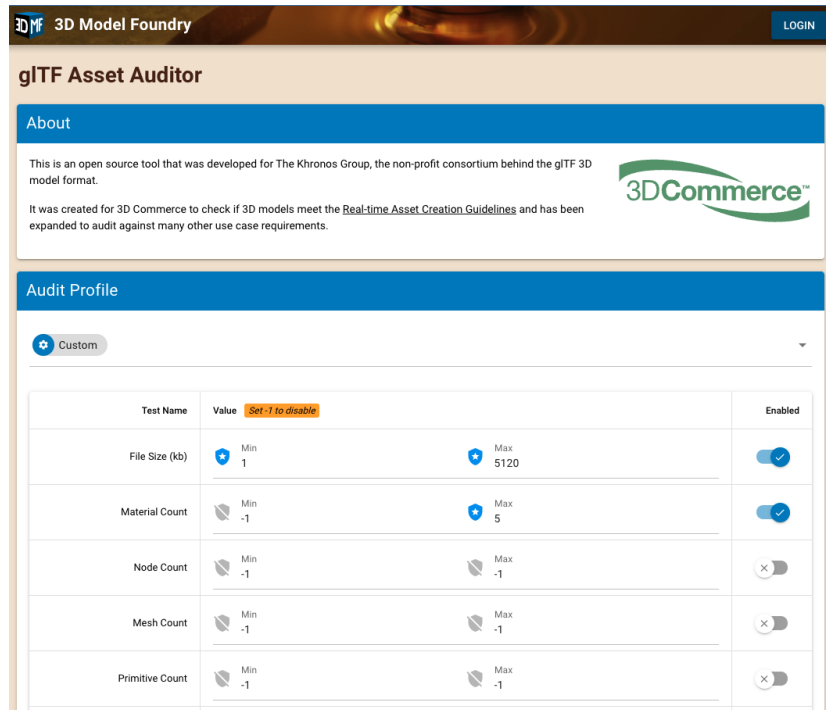 3D MF 3D Model Foundry LOGIN
glTF Asset Auditor
About
This is an open source tool that was developed for The Khronos Group, the non-profit consortium behind the glTF 3D
model format.
It was created for 3D Commerce to check if 3D models meet the Real-time Asset Creation Guidelines and has been
expanded to audit against many other use case requirements.
3DCommerce™
Audit Profile
Custom
Test Name Value Set -1 to disable Enabled
File Size (kb) Min 1 Max 5120
Material Count Min -1 Max 5
Node Count Min -1 Max -1
Mesh Count Min -1 Max -1
Primitive Count Min -1 Max -1